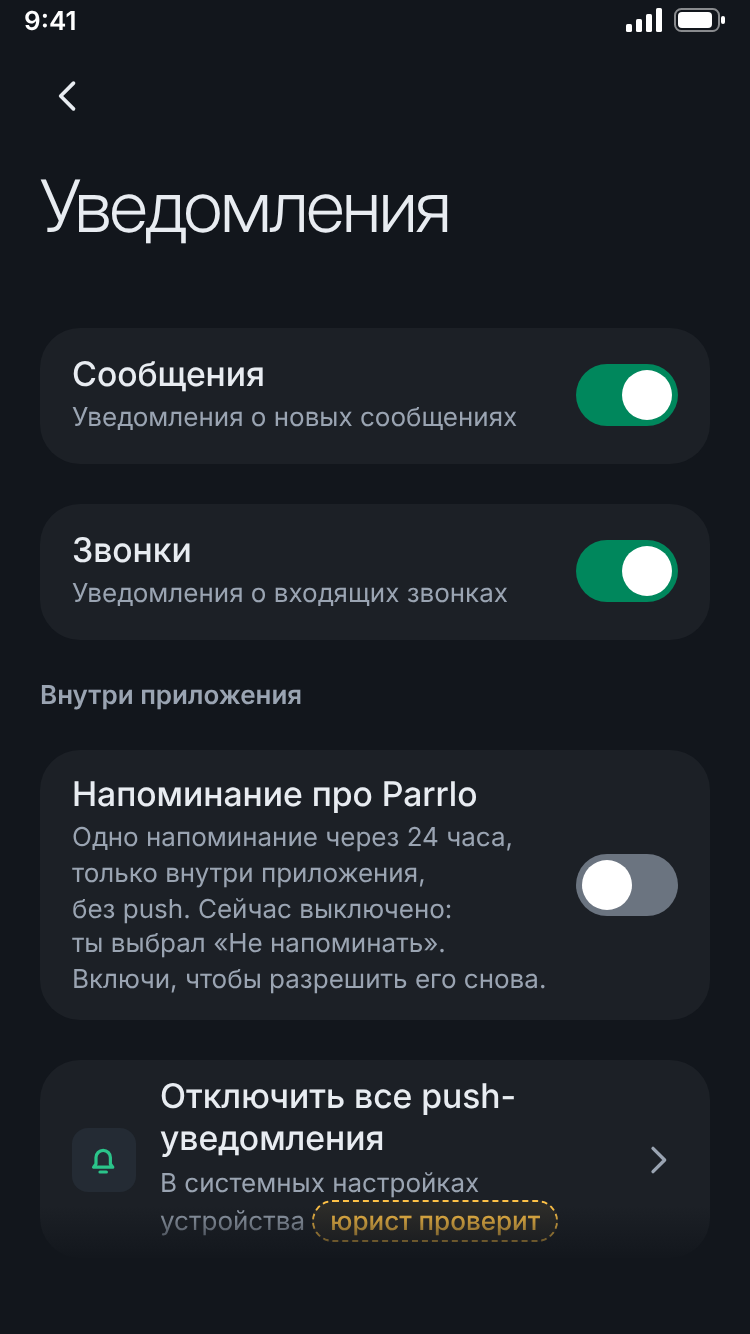 9:41
Уведомления
Сообщения
Уведомления о новых сообщениях
Звонки
Уведомления о входящих звонках
Внутри приложения
Напоминание про Parrlo
Одно напоминание через 24 часа,
только внутри приложения,
без push. Сейчас выключено:
ты выбрал «Не напоминать».
Включи, чтобы разрешить его снова.
Отключить все push-
уведомления
В системных настройках
устройства юрист проверит